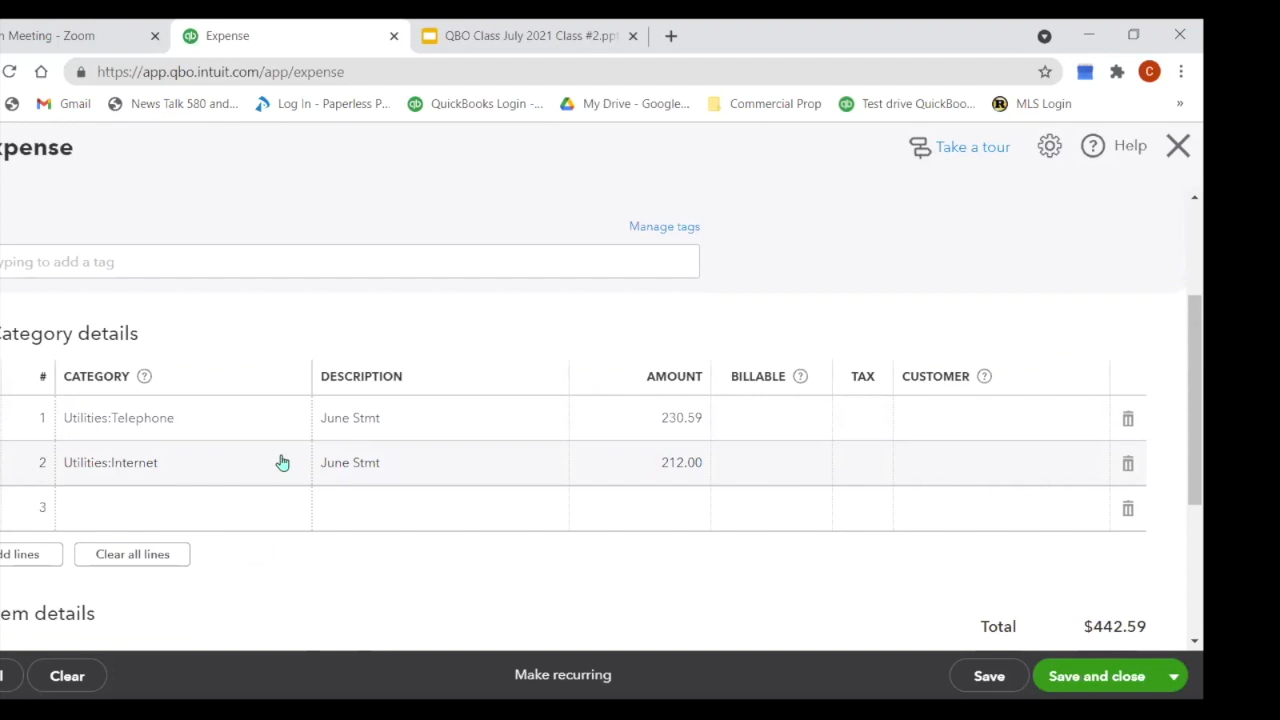 n Meeting - Zoom
Expense
QBO Class July 2021 Class #2.ppt
https://app.qbo.intuit.com/app/expense
C
Gmail
News Talk 580 and...
Log In - Paperless P...
QuickBooks Login -...
My Drive - Google...
Commercial Prop
Test drive QuickBoo...
MLS Login
»
xpense
Take a tour
? Help
Manage tags
yping to add a tag
Category details
# CATEGORY ? DESCRIPTION AMOUNT BILLABLE ? TAX CUSTOMER ?
1 Utilities:Telephone June Stmt 230.59
2 Utilities:Internet June Stmt 212.00
3
dd lines Clear all lines
em details
Total $442.59
l Clear Make recurring Save Save and close